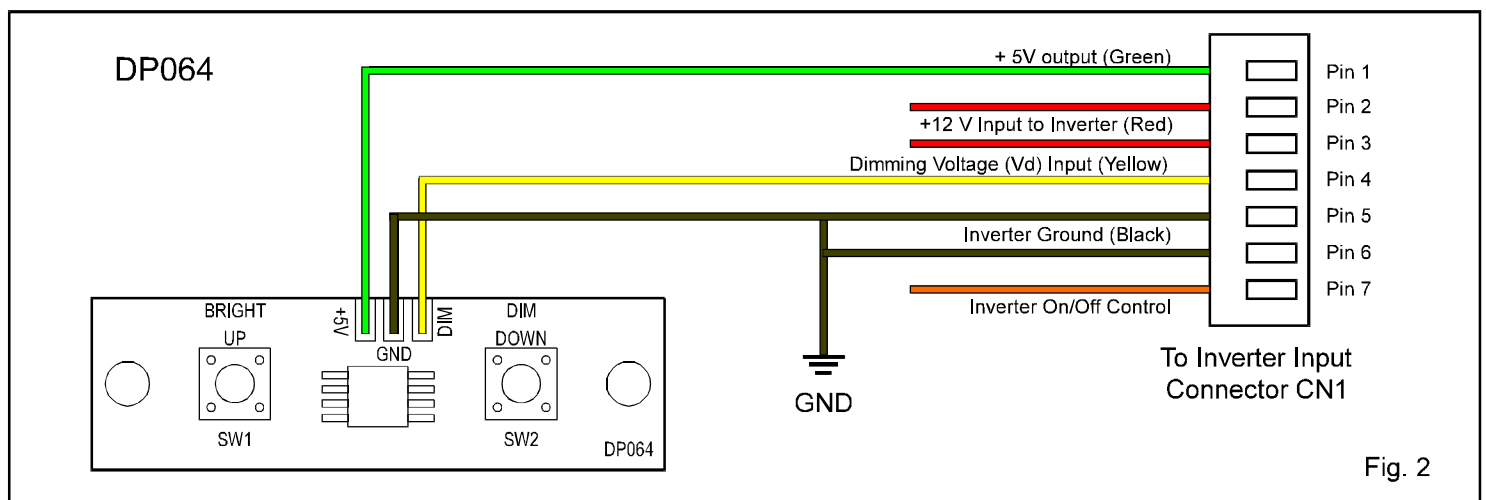 DP064
+ 5V output (Green)
Pin 1
Pin 2
+12 V Input to Inverter (Red)
Pin 3
Dimming Voltage (Vd) Input (Yellow)
Pin 4
Pin 5
Inverter Ground (Black)
Pin 6
Pin 7
Inverter On/Off Control
BRIGHT
UP
+5V
GND
DIM
DIM
DOWN
SW1
SW2
DP064
GND
To Inverter Input
Connector CN1
Fig. 2